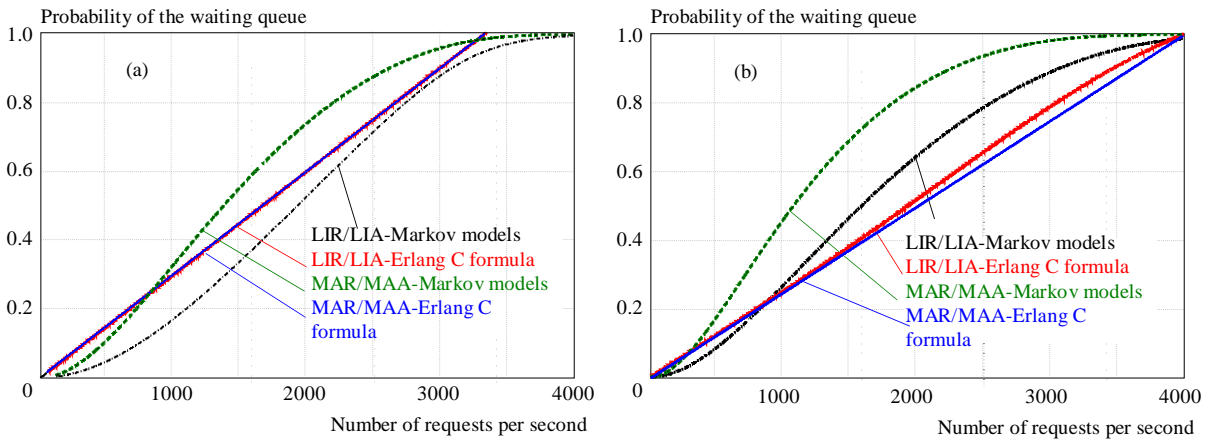 Probability of the waiting queue
1.0
(a)
0.8
0.6
0.4
0.2
0
LIR/LIA-Markov models
LIR/LIA-Erlang C formula
MAR/MAA-Markov models
MAR/MAA-Erlang C
formula
1000
2000
3000
4000
Number of requests per second
Probability of the waiting queue
1.0
(b)
0.8
0.6
0.4
0.2
0
LIR/LIA-Markov models
LIR/LIA-Erlang C formula
MAR/MAA-Markov models
MAR/MAA-Erlang C
formula
1000
2000
3000
4000
Number of requests per second